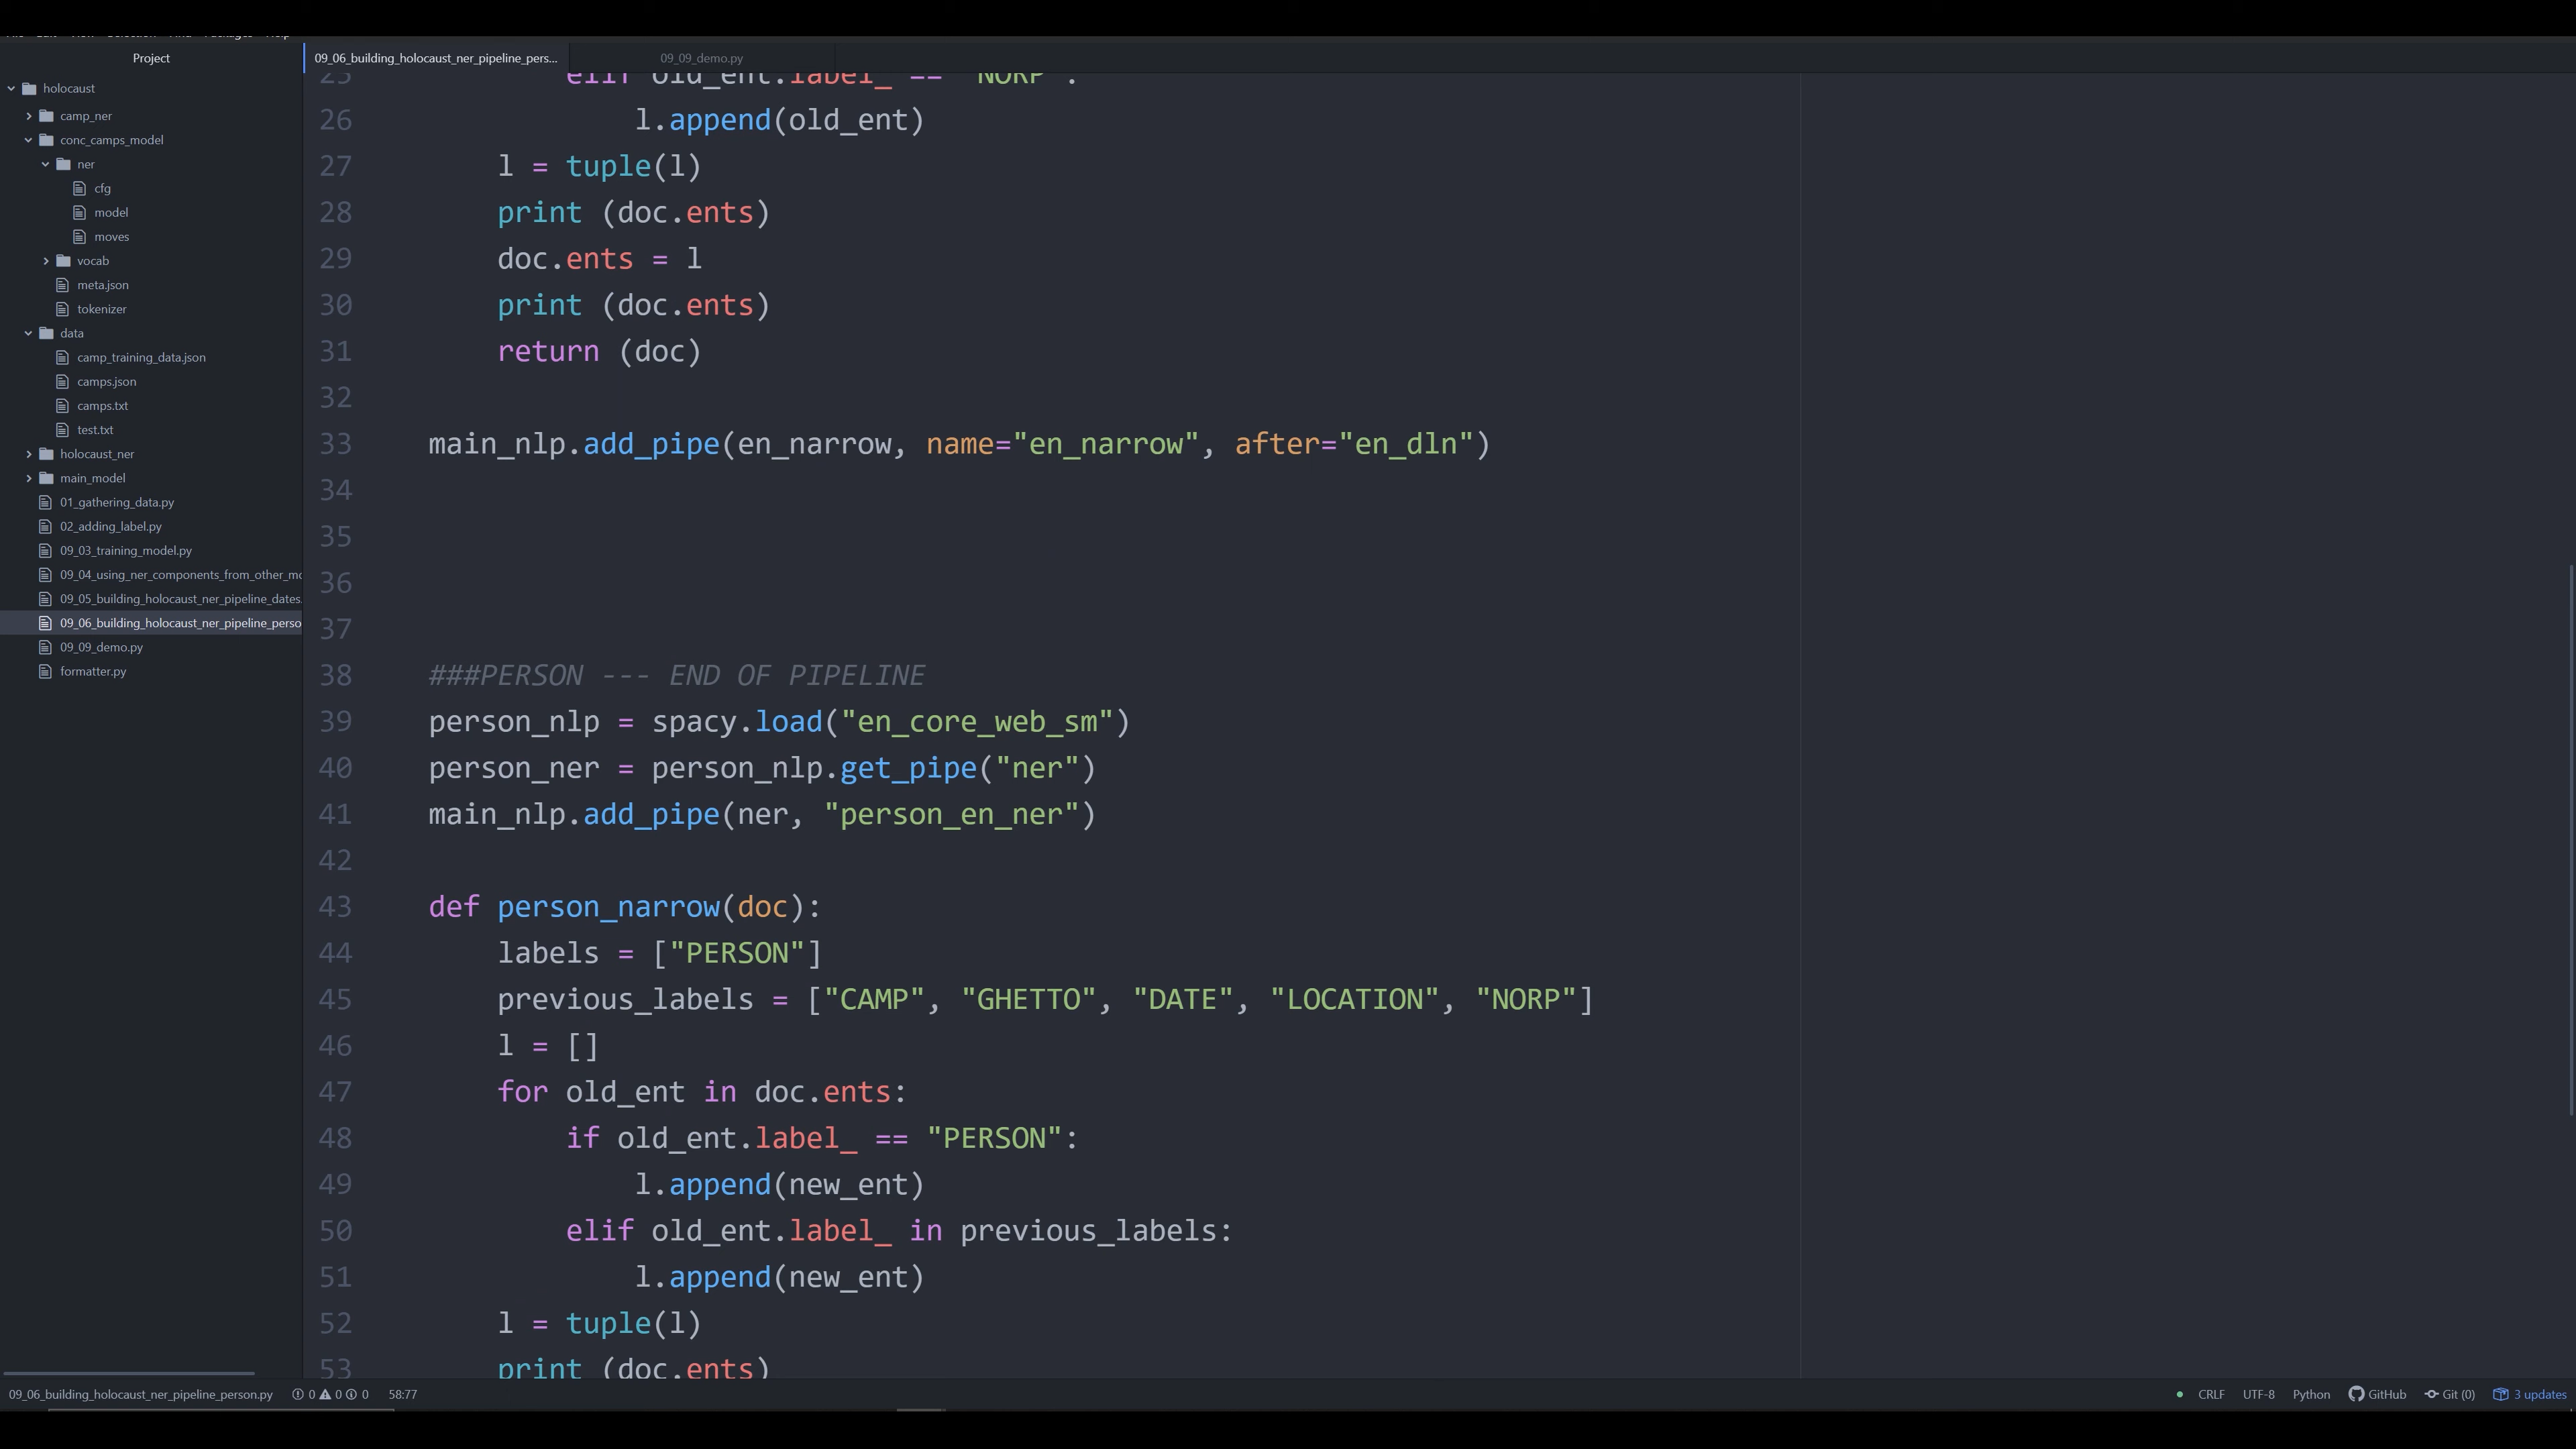 Project
09_06_building_holocaust_ner_pipeline_pers...
09_09_demo.py
holocaust
camp_ner
conc_camps_model
ner
cfg
model
moves
vocab
meta.json
tokenizer
data
camp_training_data.json
camps.json
camps.txt
test.txt
holocaust_ner
main_model
01_gathering_data.py
02_adding_label.py
09_03_training_model.py
09_04_using_ner_components_from_other_mo
09_05_building_holocaust_ner_pipeline_dates.
09_06_building_holocaust_ner_pipeline_perso
09_09_demo.py
formatter.py
25 elif old_ent.label_ == "NORP":
26 l.append(old_ent)
27 l = tuple(l)
28 print (doc.ents)
29 doc.ents = l
30 print (doc.ents)
31 return (doc)
32
33 main_nlp.add_pipe(en_narrow, name="en_narrow", after="en_dln")
34
35
36
37
38 ###PERSON --- END OF PIPELINE
39 person_nlp = spacy.load("en_core_web_sm")
40 person_ner = person_nlp.get_pipe("ner")
41 main_nlp.add_pipe(ner, "person_en_ner")
42
43 def person_narrow(doc):
44 labels = ["PERSON"]
45 previous_labels = ["CAMP", "GHETTO", "DATE", "LOCATION", "NORP"]
46 l = []
47 for old_ent in doc.ents:
48 if old_ent.label_ == "PERSON":
49 l.append(new_ent)
50 elif old_ent.label_ in previous_labels:
51 l.append(new_ent)
52 l = tuple(l)
53 print (doc.ents)
09_06_building_holocaust_ner_pipeline_person.py 0 0 0 58:77 CRLF UTF-8 Python GitHub Git (0) 3 updates